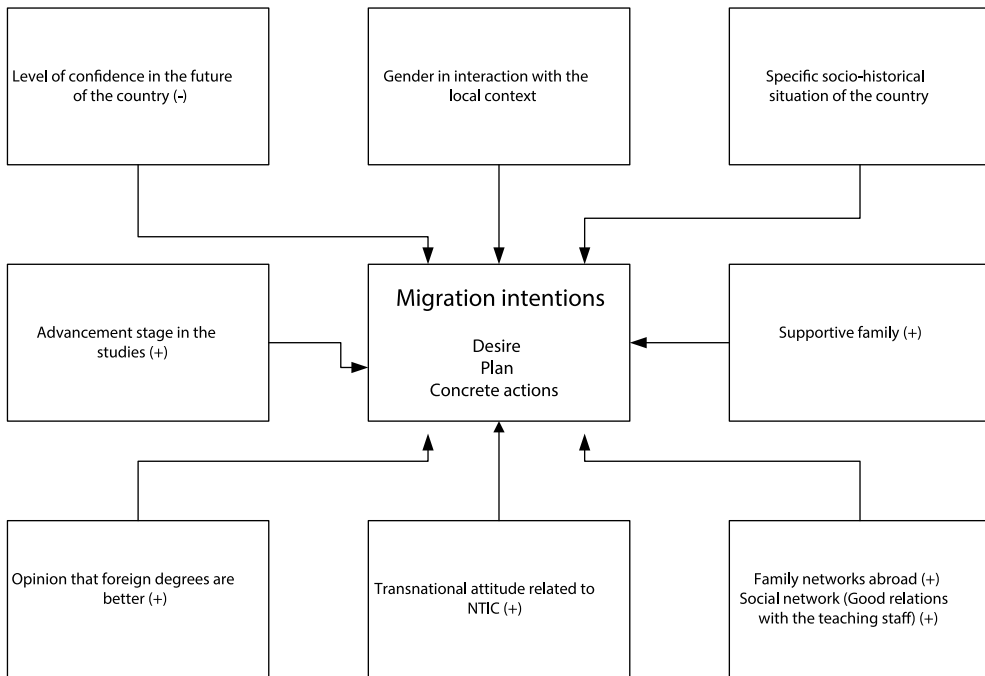 Level of confidence in the future
of the country (-)
Gender in interaction with the
local context
Specific socio-historical
situation of the country
Advancement stage in the
studies (+)
Migration intentions
Desire
Plan
Concrete actions
Supportive family (+)
Opinion that foreign degrees are
better (+)
Transnational attitude related to
NTIC (+)
Family networks abroad (+)
Social network (Good relations
with the teaching staff) (+)